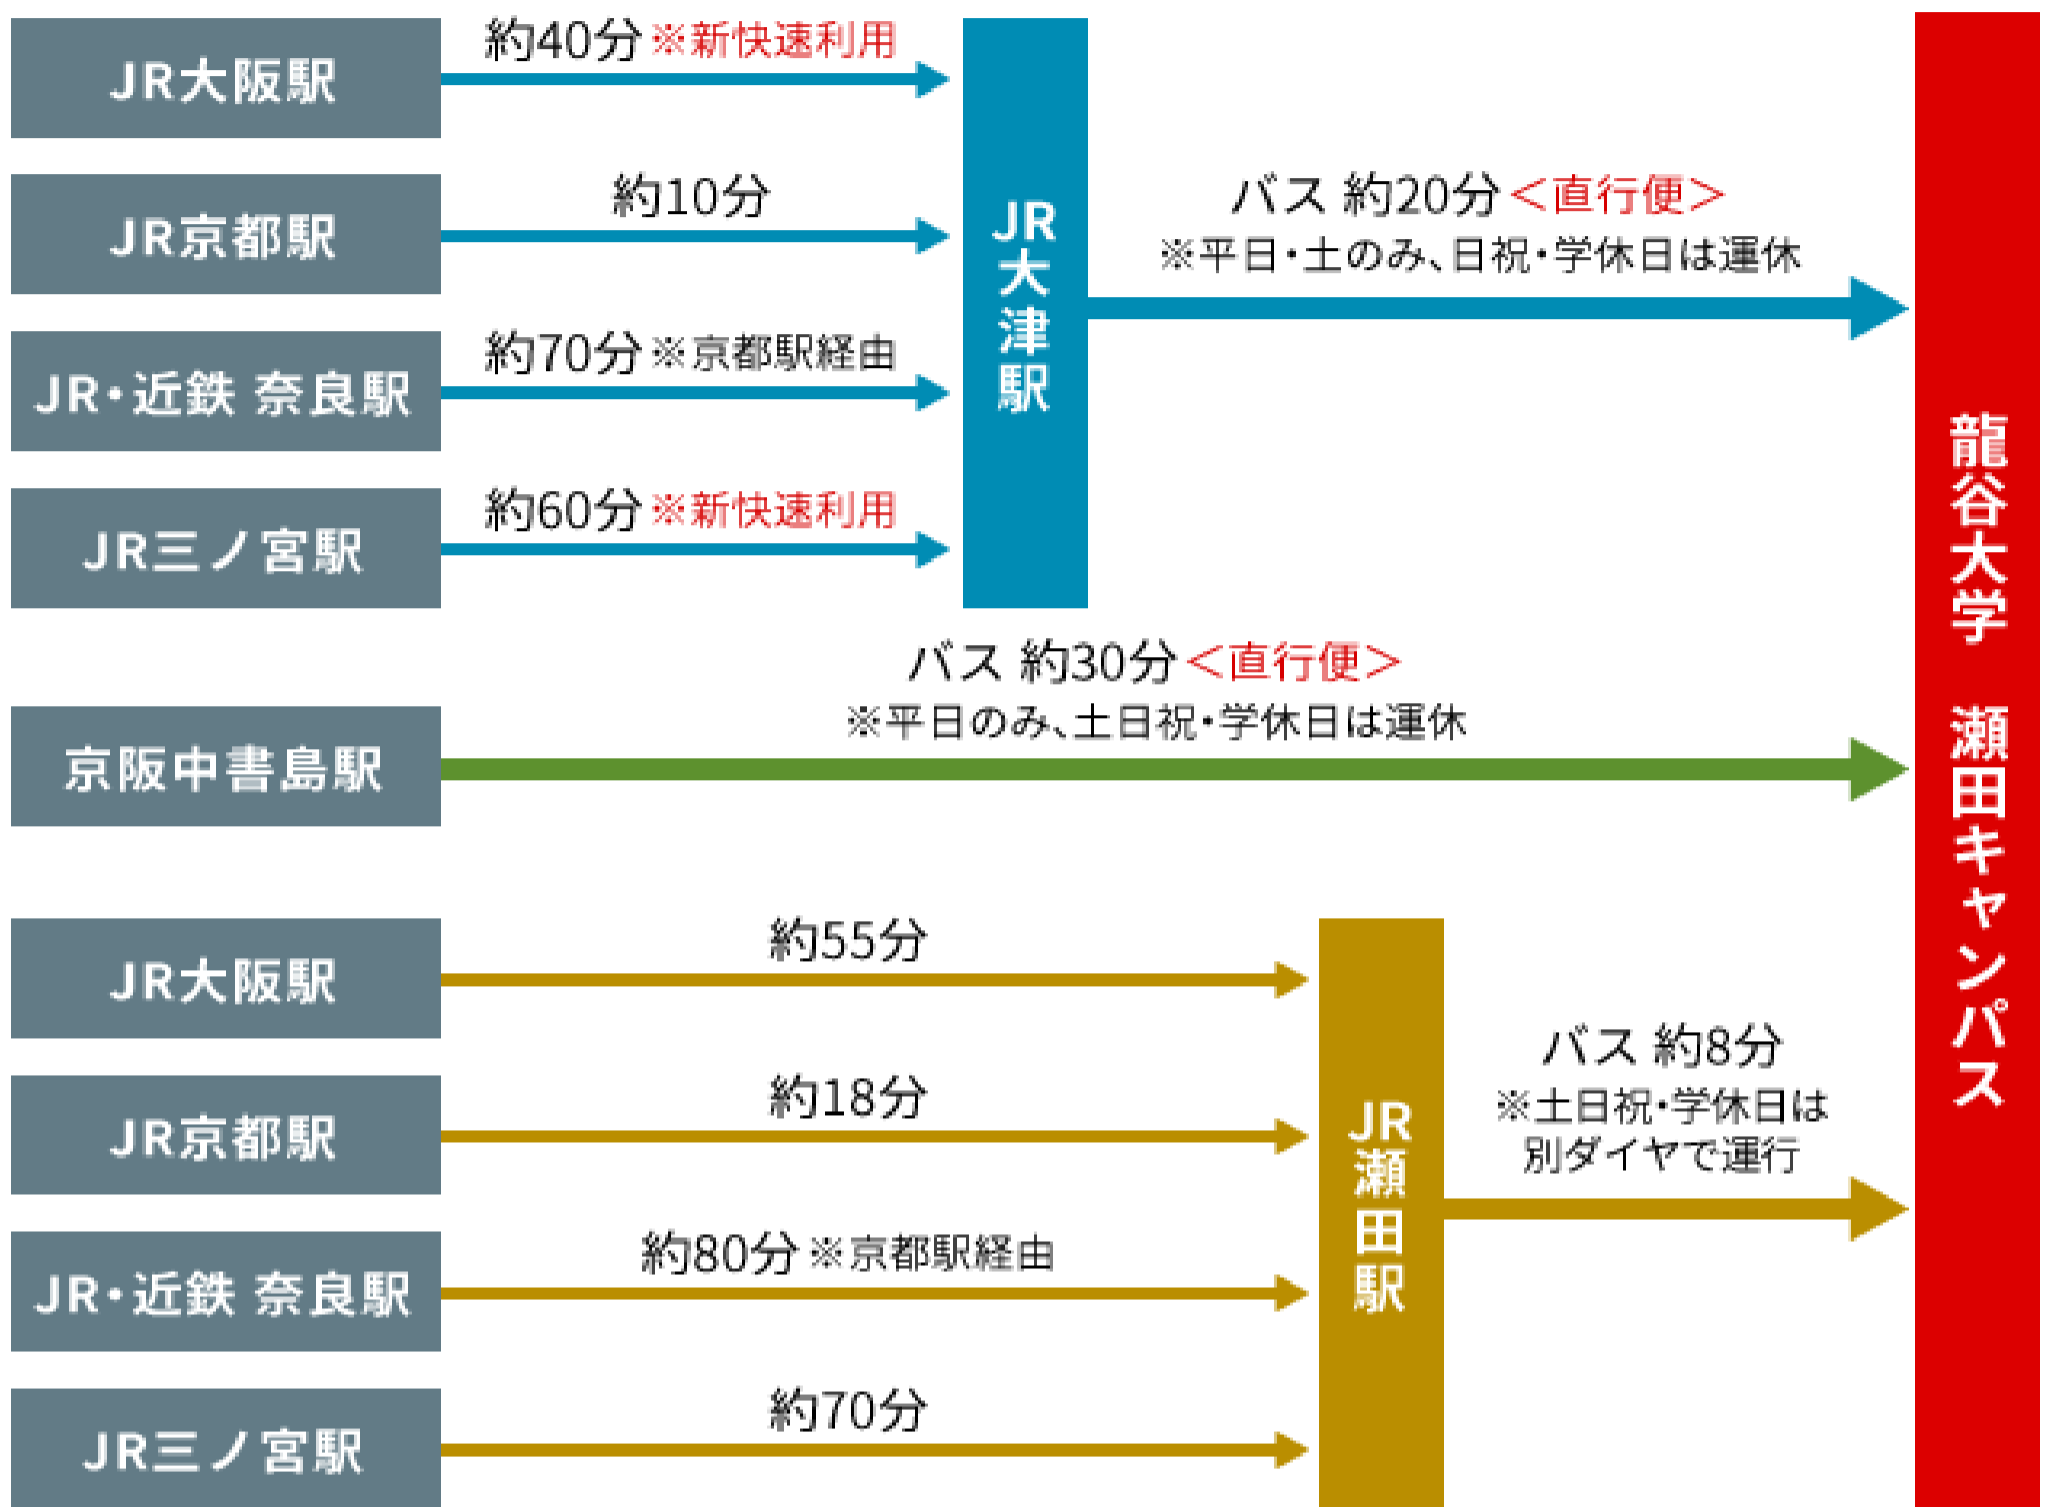 JR大阪駅
約40分※新快速利用
JR京都駅
約10分
JR・近鉄 奈良駅
約70分※京都駅経由
JR三ノ宮駅
約60分※新快速利用
JR大津駅
バス 約20分<直行便>
※平日・土のみ、日祝・学休日は運休
京阪中書島駅
バス 約30分<直行便>
※平日のみ、土日祝・学休日は運休
JR大阪駅
約55分
JR京都駅
約18分
JR・近鉄 奈良駅
約80分※京都駅経由
JR三ノ宮駅
約70分
JR瀬田駅
バス 約8分
※土日祝・学休日は
別ダイヤで運行
龍谷大学 瀬田キャンパス